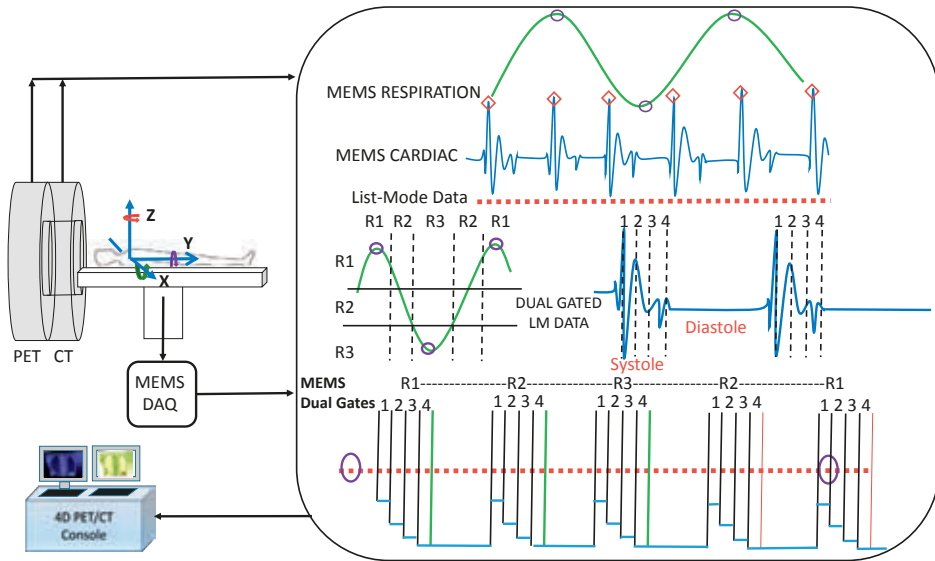 MEMS RESPIRATION
MEMS CARDIAC
List-Mode Data
R1 R2 R3 R2 R1
1 2 3 4 1 2 3 4
Z
Y
X
R1
R2
R3
DUAL GATED
LM DATA
Diastole
Systole
PET CT
MEMS
DAQ
MEMS
Dual Gates
R1--------------R2--------------R3--------------R2--------------R1
1 2 3 4 1 2 3 4 1 2 3 4 1 2 3 4 1 2 3 4
4D PET/CT
Console